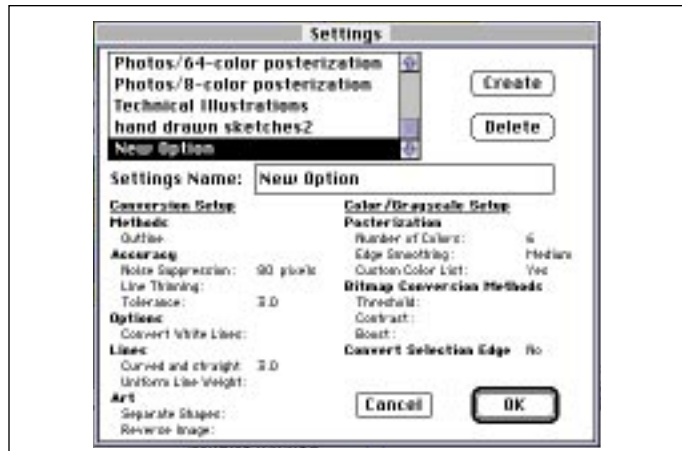 Settings
Photos/64-color posterization
Photos/8-color posterization
Technical Illustrations
hand drawn sketches2
New Option
Create
Delete
Settings Name: New Option
Conversion Setup
Methods
Outline
Accuracy
Noise Suppression: 80 pixels
Line Thinning:
Tolerance: 3.0
Options
Convert White Lines:
Lines
Curved and straight 3.0
Uniform Line Weight:
Art
Separate Shapes:
Reverse Image:
Color/Grayscale Setup
Posterization
Number of Colors: 6
Edge Smoothing: Medium
Custom Color List: Yes
Bitmap Conversion Methods
Threshold:
Contrast:
Boost:
Convert Selection Edge No
Cancel
OK